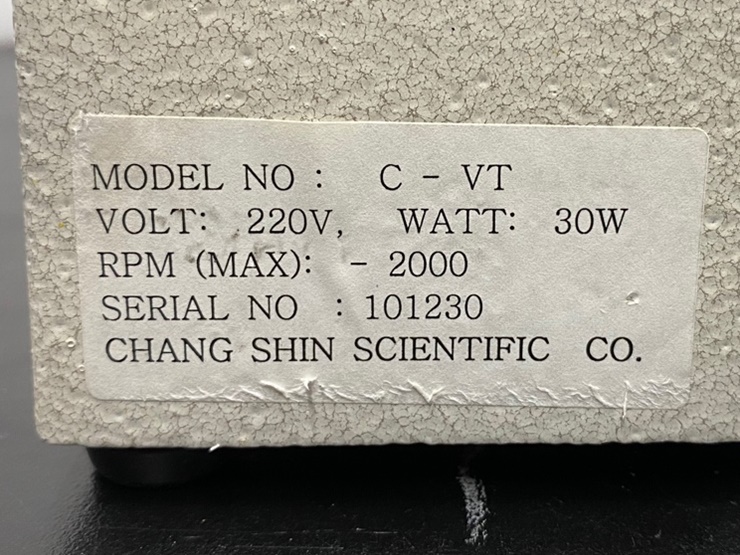 MODEL NO : C - VT
VOLT: 220V, WATT: 30W
RPM (MAX): - 2000
SERIAL NO : 101230
CHANG SHIN SCIENTIFIC CO.